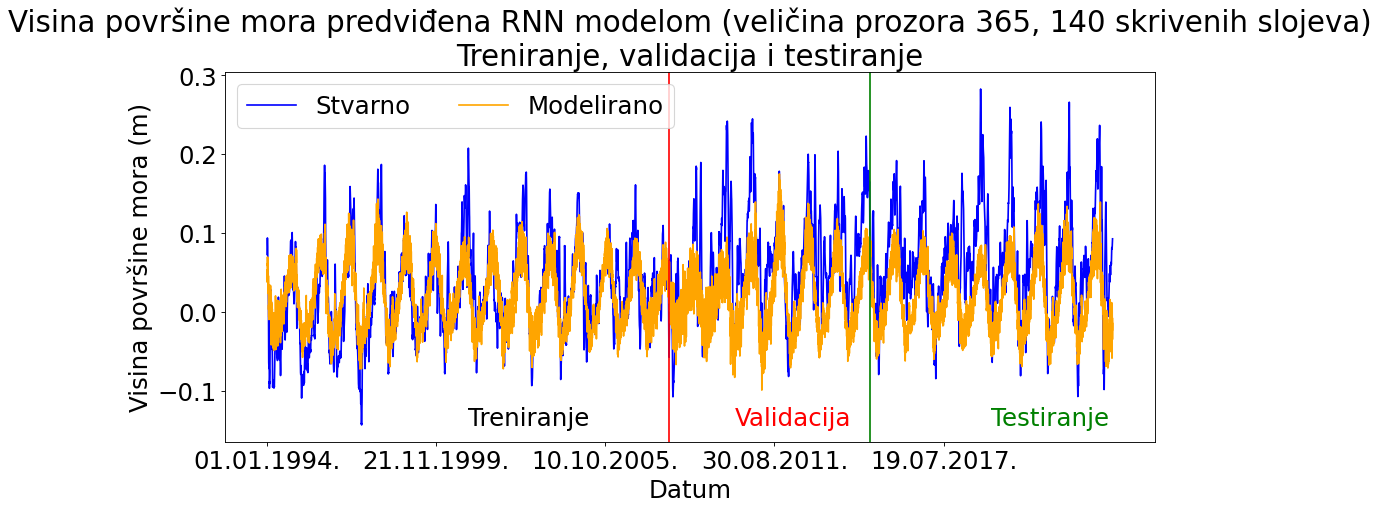 Visina površine mora predviđena RNN modelom (veličina prozora 365, 140 skrivenih slojeva)
Treniranje, validacija i testiranje
Stvarno Modelirano
Visina površine mora (m)
0.3
0.2
0.1
0.0
−0.1
Treniranje Validacija Testiranje
01.01.1994. 21.11.1999. 10.10.2005. 30.08.2011. 19.07.2017.
Datum